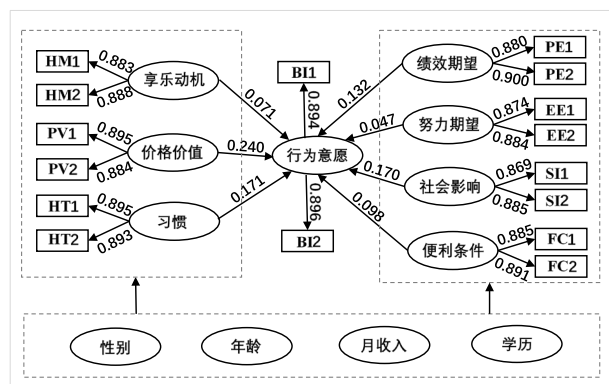 HM1
0.883
HM2
0.888
享乐动机
0.071
PV1
0.895
PV2
0.884
价格价值
0.240
HT1
0.895
HT2
0.893
习惯
0.171
BI1
0.894
行为意愿
0.896
BI2
绩效期望
0.132
0.880
PE1
0.900
PE2
努力期望
0.047
0.874
EE1
0.884
EE2
社会影响
0.170
0.869
SI1
0.885
SI2
便利条件
0.098
0.885
FC1
0.891
FC2
性别
年龄
月收入
学历